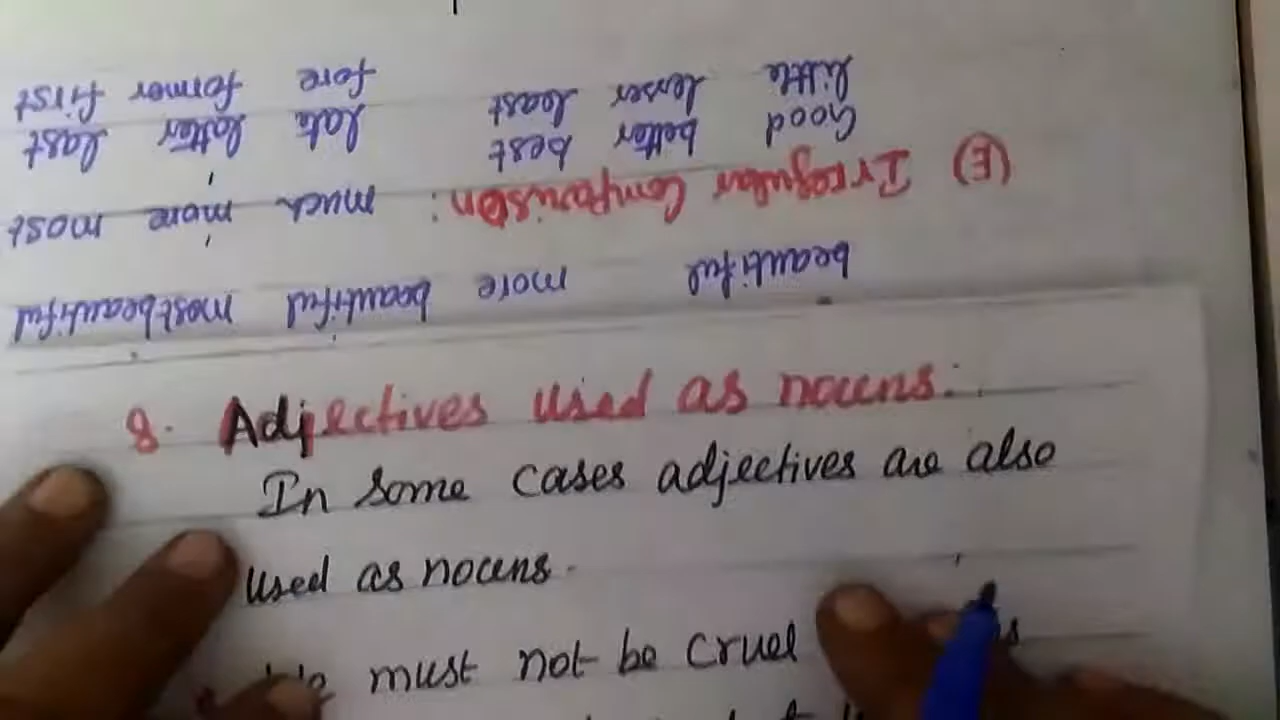 beautiful more beautiful mostbeautiful
(E) Irregular Comparison: much more most
Good better best late latter last
little lesser least fore former first
8. Adjectives used as nouns:
In some cases adjectives are also
used as nouns.
must not be cruel